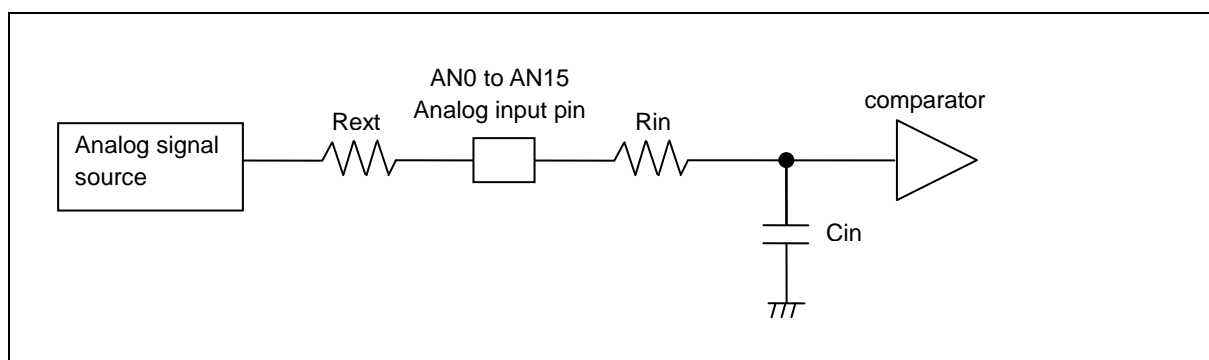 AN0 to AN15
Analog input pin
comparator
Rext
Rin
Analog signal
source
Cin